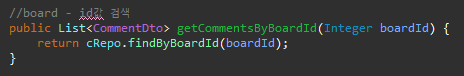 //board - id값 검색
public List<CommentDto> getCommentsByBoardId(Integer boardId) {
return cRepo.findByBoardId(boardId);
}